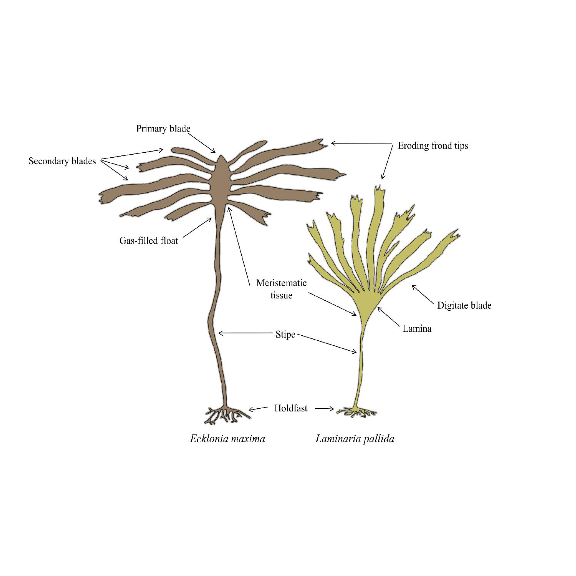 Primary blade
Secondary blades
Eroding frond tips
Gas-filled float
Meristematic
tissue
Digitate blade
Lamina
Stipe
Holdfast
Ecklonia maxima
Laminaria pallida